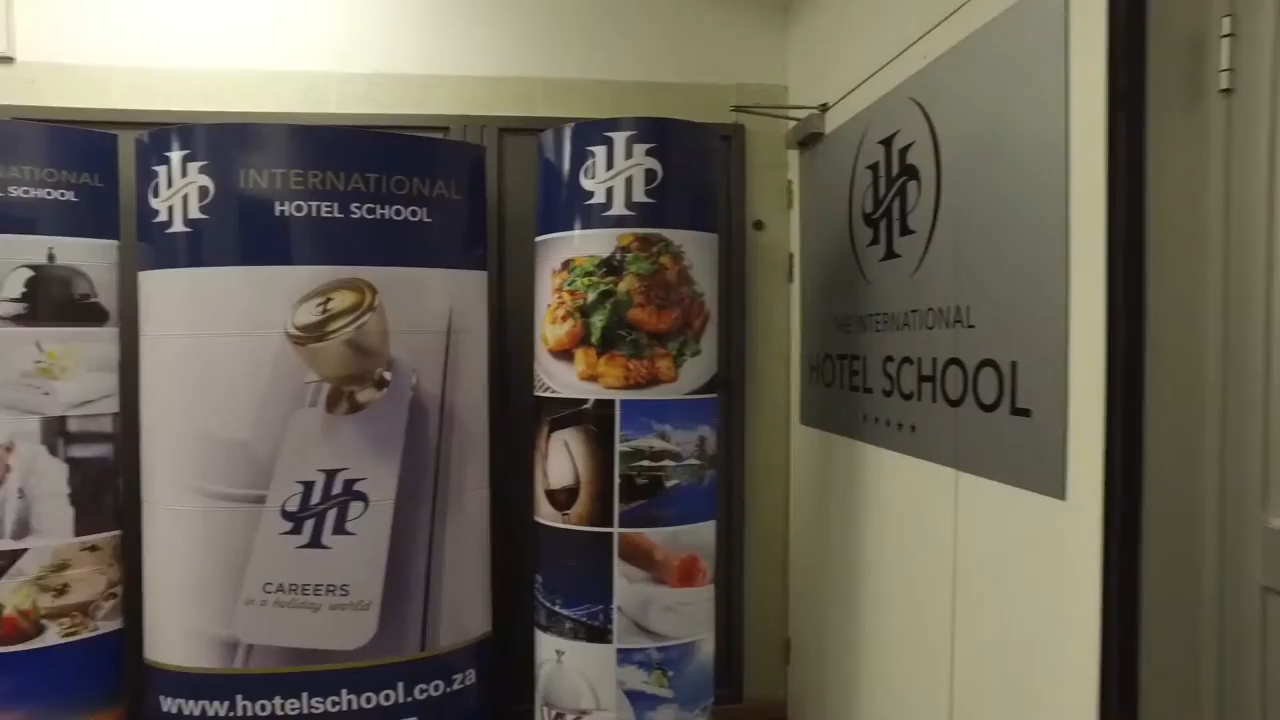 NATIONAL
L SCHOOL
INTERNATIONAL
HOTEL SCHOOL
CAREERS
in a holiday world
www.hotelschool.co.za
THE INTERNATIONAL
HOTEL SCHOOL